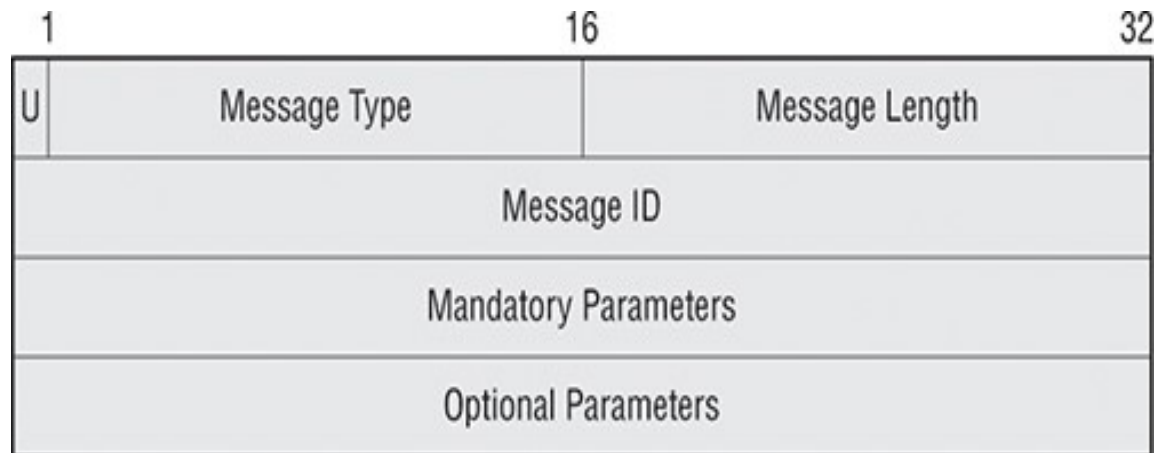 1 16 32
U Message Type Message Length
Message ID
Mandatory Parameters
Optional Parameters